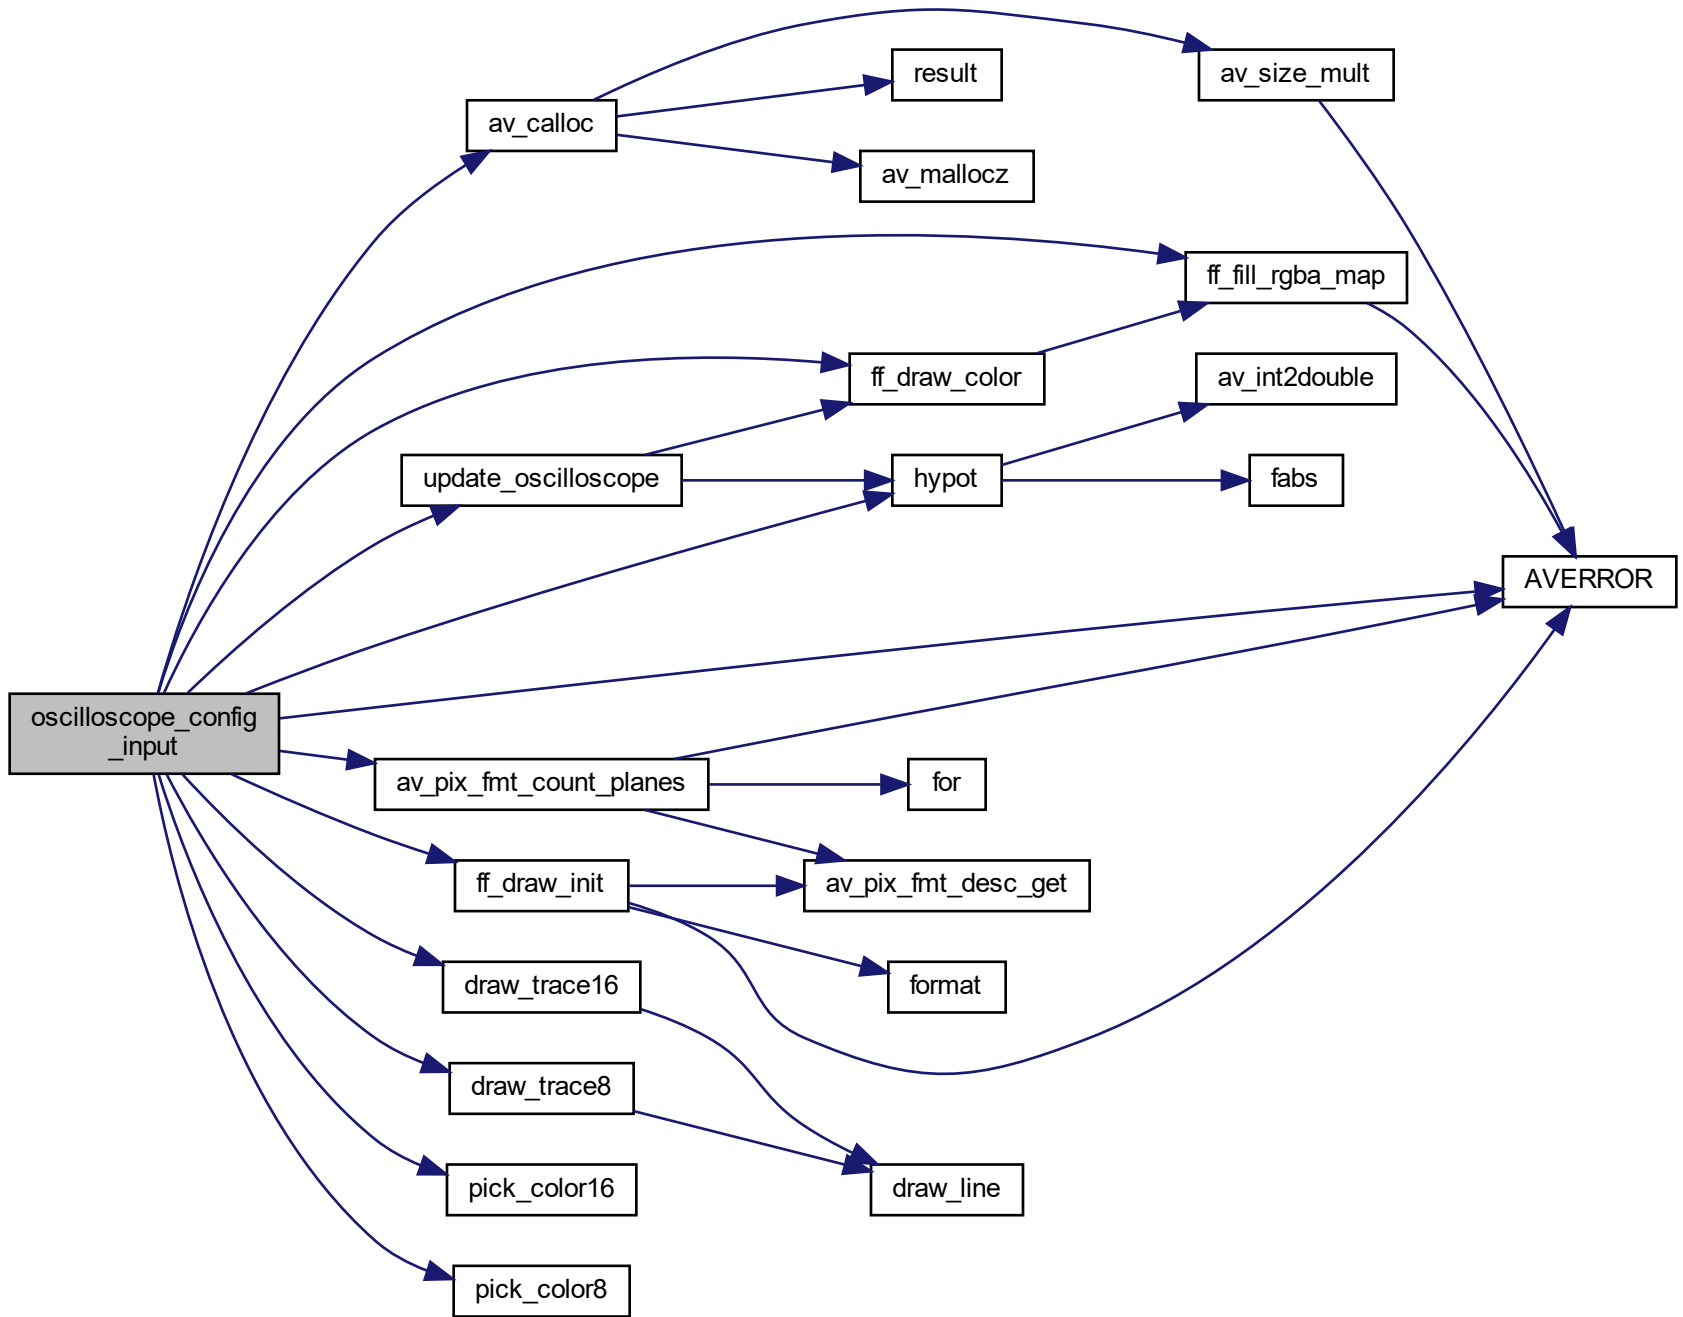 result
av_size_mult
av_calloc
av_mallocz
ff_fill_rgba_map
ff_draw_color
av_int2double
update_oscilloscope
hypot
fabs
AVERROR
oscilloscope_config
_input
av_pix_fmt_count_planes
for
ff_draw_init
av_pix_fmt_desc_get
draw_trace16
format
draw_trace8
pick_color16
draw_line
pick_color8